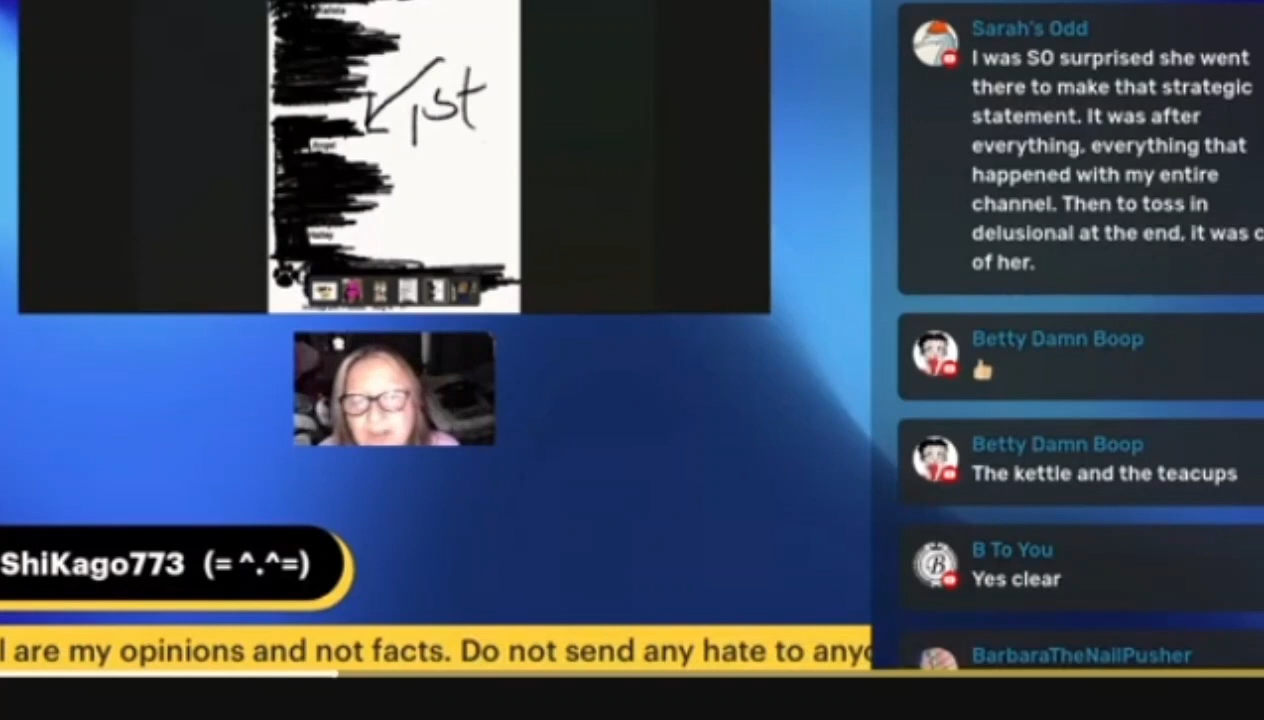 1st
Angel
Sarah's Odd
I was SO surprised she went
there to make that strategic
statement. It was after
everything, everything that
happened with my entire
channel. Then to toss in
delusional at the end, it was c
of her.
Betty Damn Boop
Betty Damn Boop
The kettle and the teacups
B To You
B
Yes clear
BarbaraTheNailPusher
ShiKago773 (= ^.^=)
l are my opinions and not facts. Do not send any hate to anyo